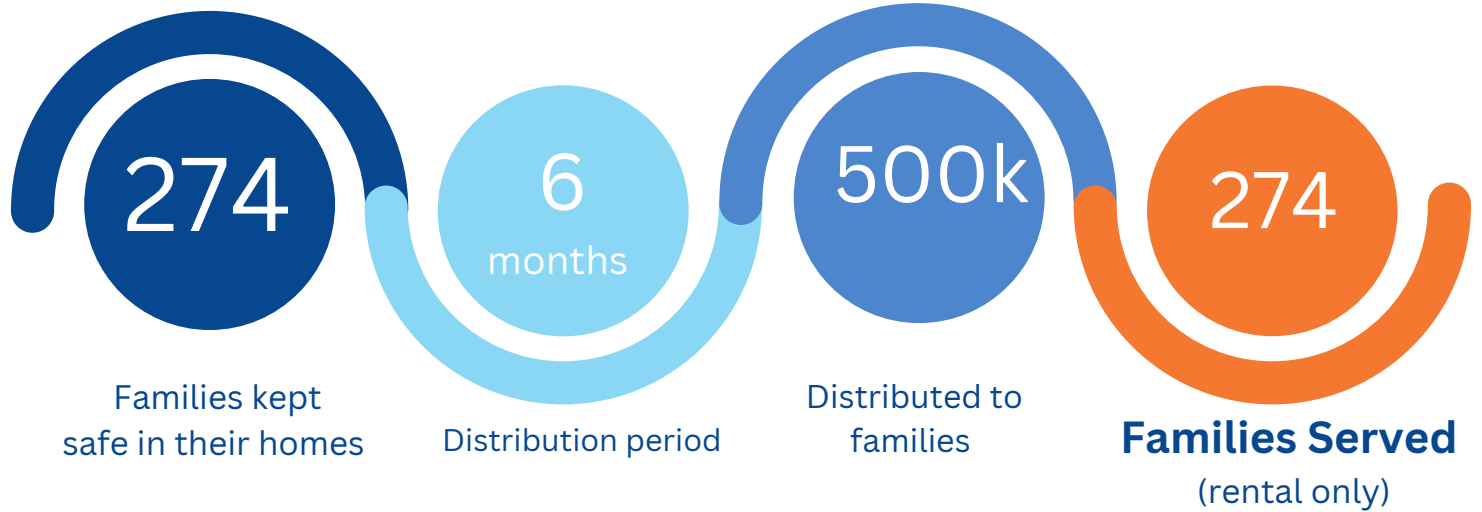 274
Families kept
safe in their homes
6
months
Distribution period
500k
Distributed to
families
274
Families Served
(rental only)